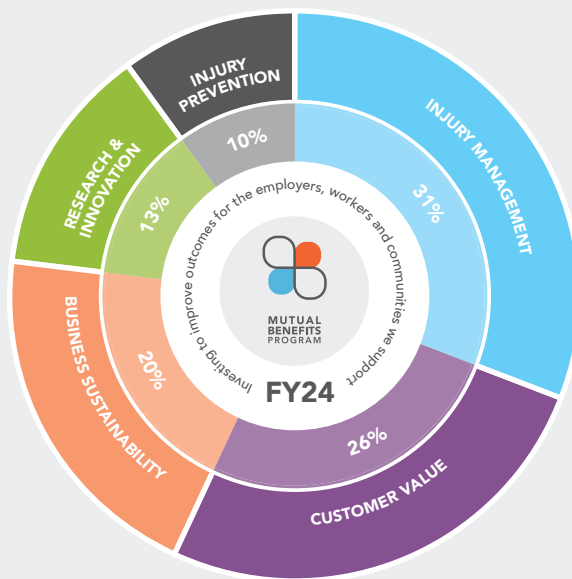 INJURY
PREVENTION
10%
INJURY MANAGEMENT
31%
CUSTOMER VALUE
26%
BUSINESS SUSTAINABILITY
20%
RESEARCH &
INNOVATION
13%
Investing to improve outcomes for the employers, workers and communities we support
MUTUAL
BENEFITS
PROGRAM
FY24